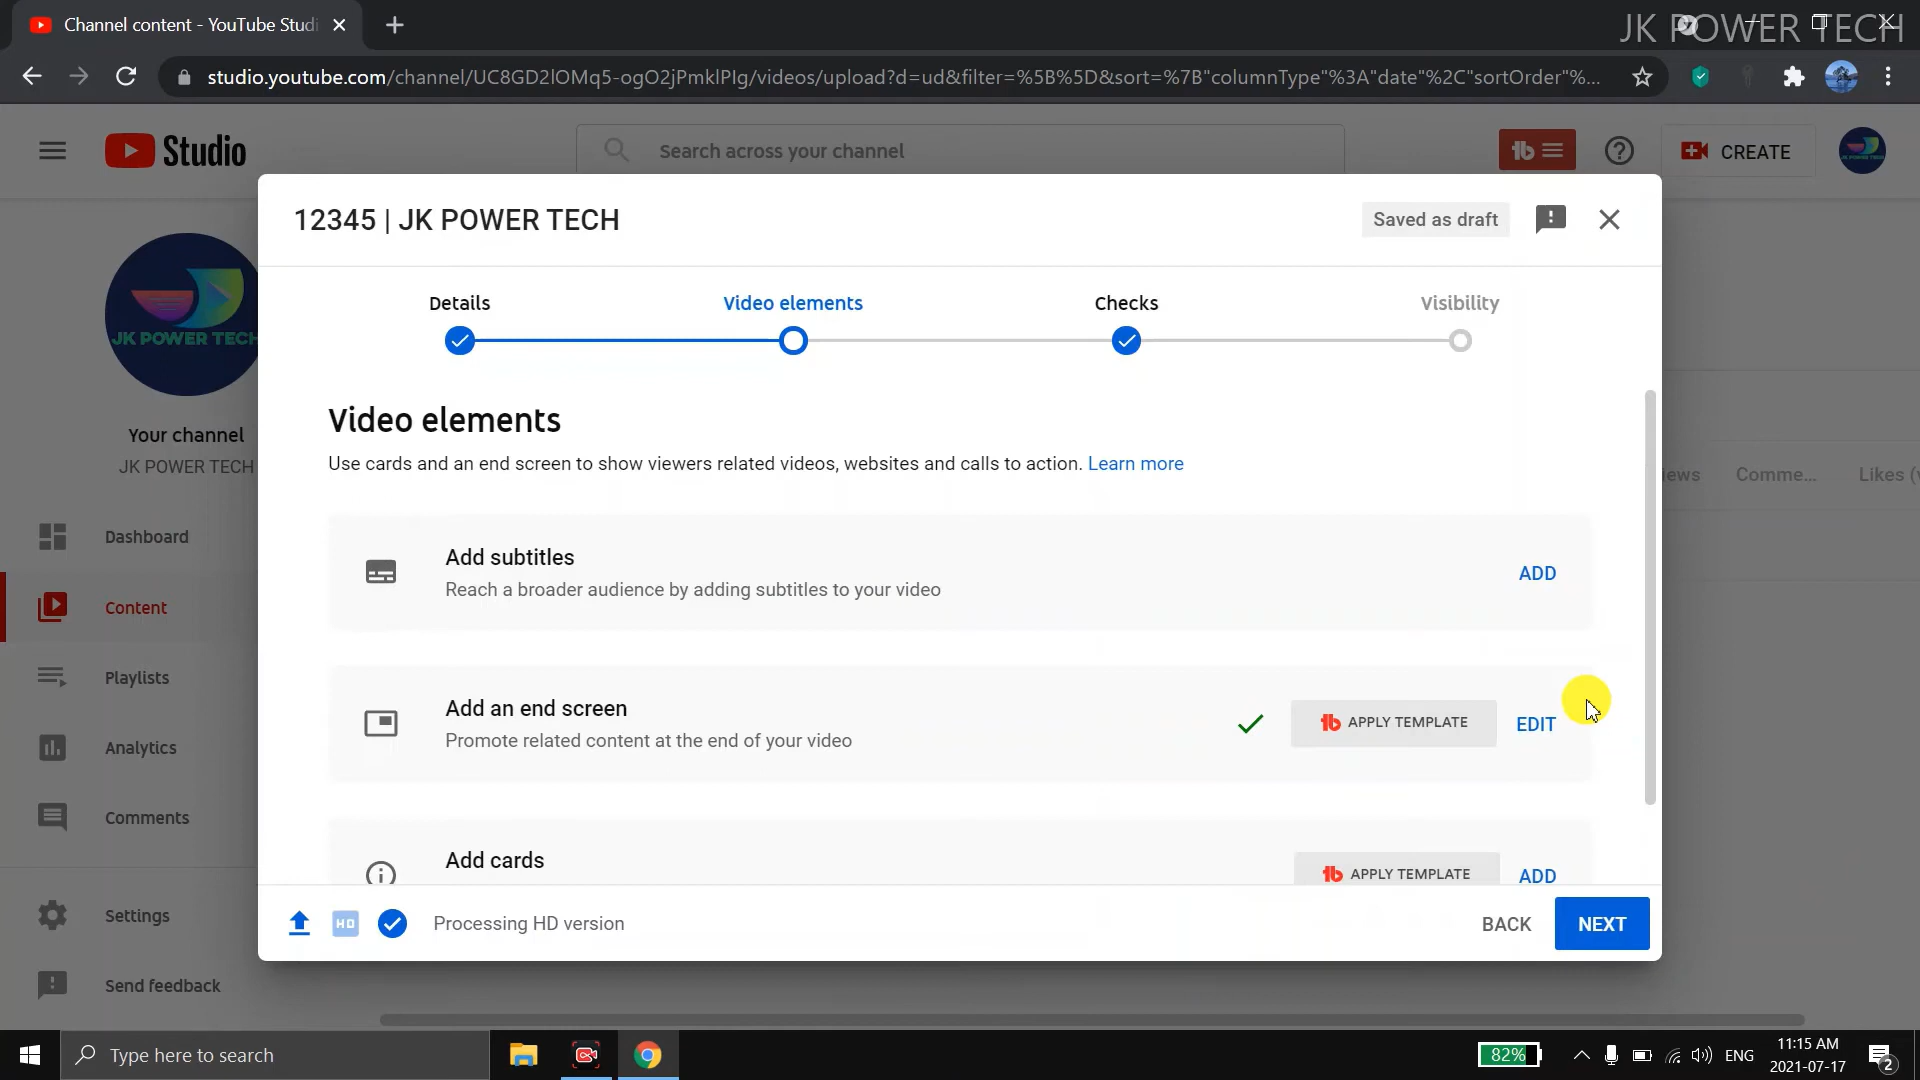 Channel content - YouTube Studi
JK POWER TECH
studio.youtube.com/channel/UC8GD2lOMq5-ogO2jPmklPIg/videos/upload?d=ud&filter=%5B%5D&sort=%7B"columnType"%3A"date"%2C"sortOrder"%...
Studio
Search across your channel
CREATE
12345 | JK POWER TECH
Saved as draft
Details
Video elements
Checks
Visibility
JK POWER TECH
Your channel
JK POWER TECH
Video elements
Use cards and an end screen to show viewers related videos, websites and calls to action. Learn more
iews
Comme...
Likes (v
Dashboard
Content
Playlists
Analytics
Comments
Settings
Send feedback
Add subtitles
Reach a broader audience by adding subtitles to your video
ADD
Add an end screen
Promote related content at the end of your video
APPLY TEMPLATE
EDIT
Add cards
APPLY TEMPLATE
ADD
HD
Processing HD version
BACK
NEXT
Type here to search
82%
ENG
11:15 AM
2021-07-17
2